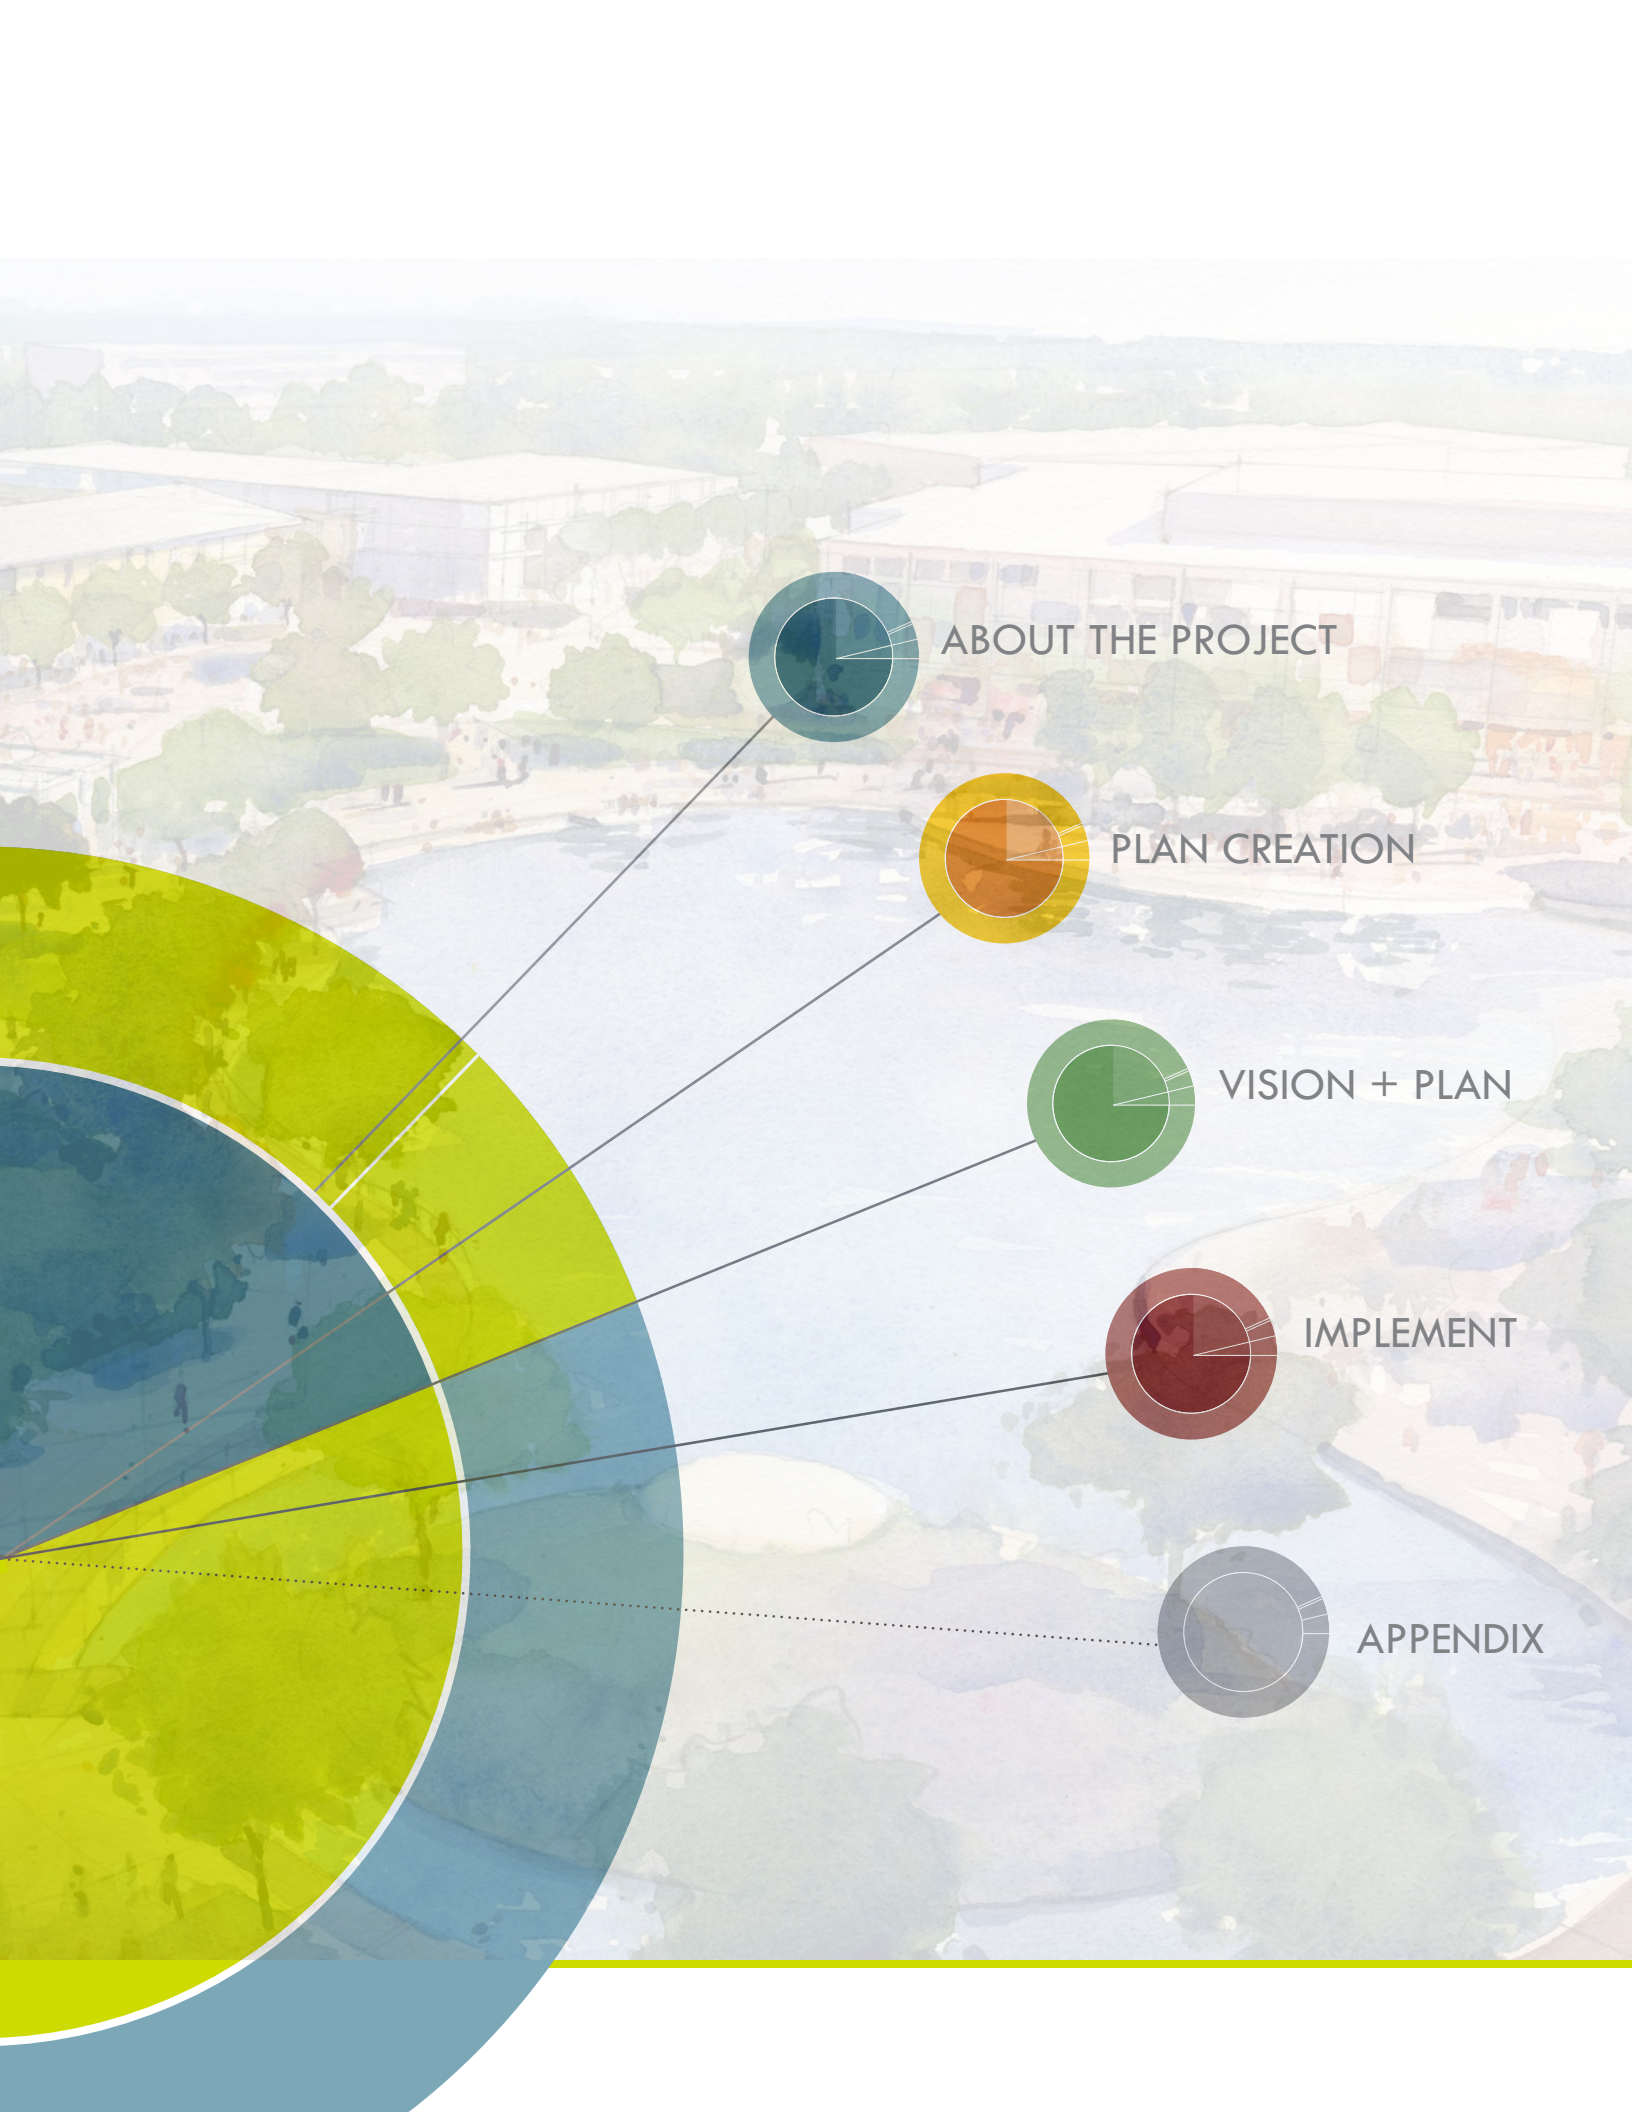 ABOUT THE PROJECT
PLAN CREATION
VISION + PLAN
IMPLEMENT
APPENDIX